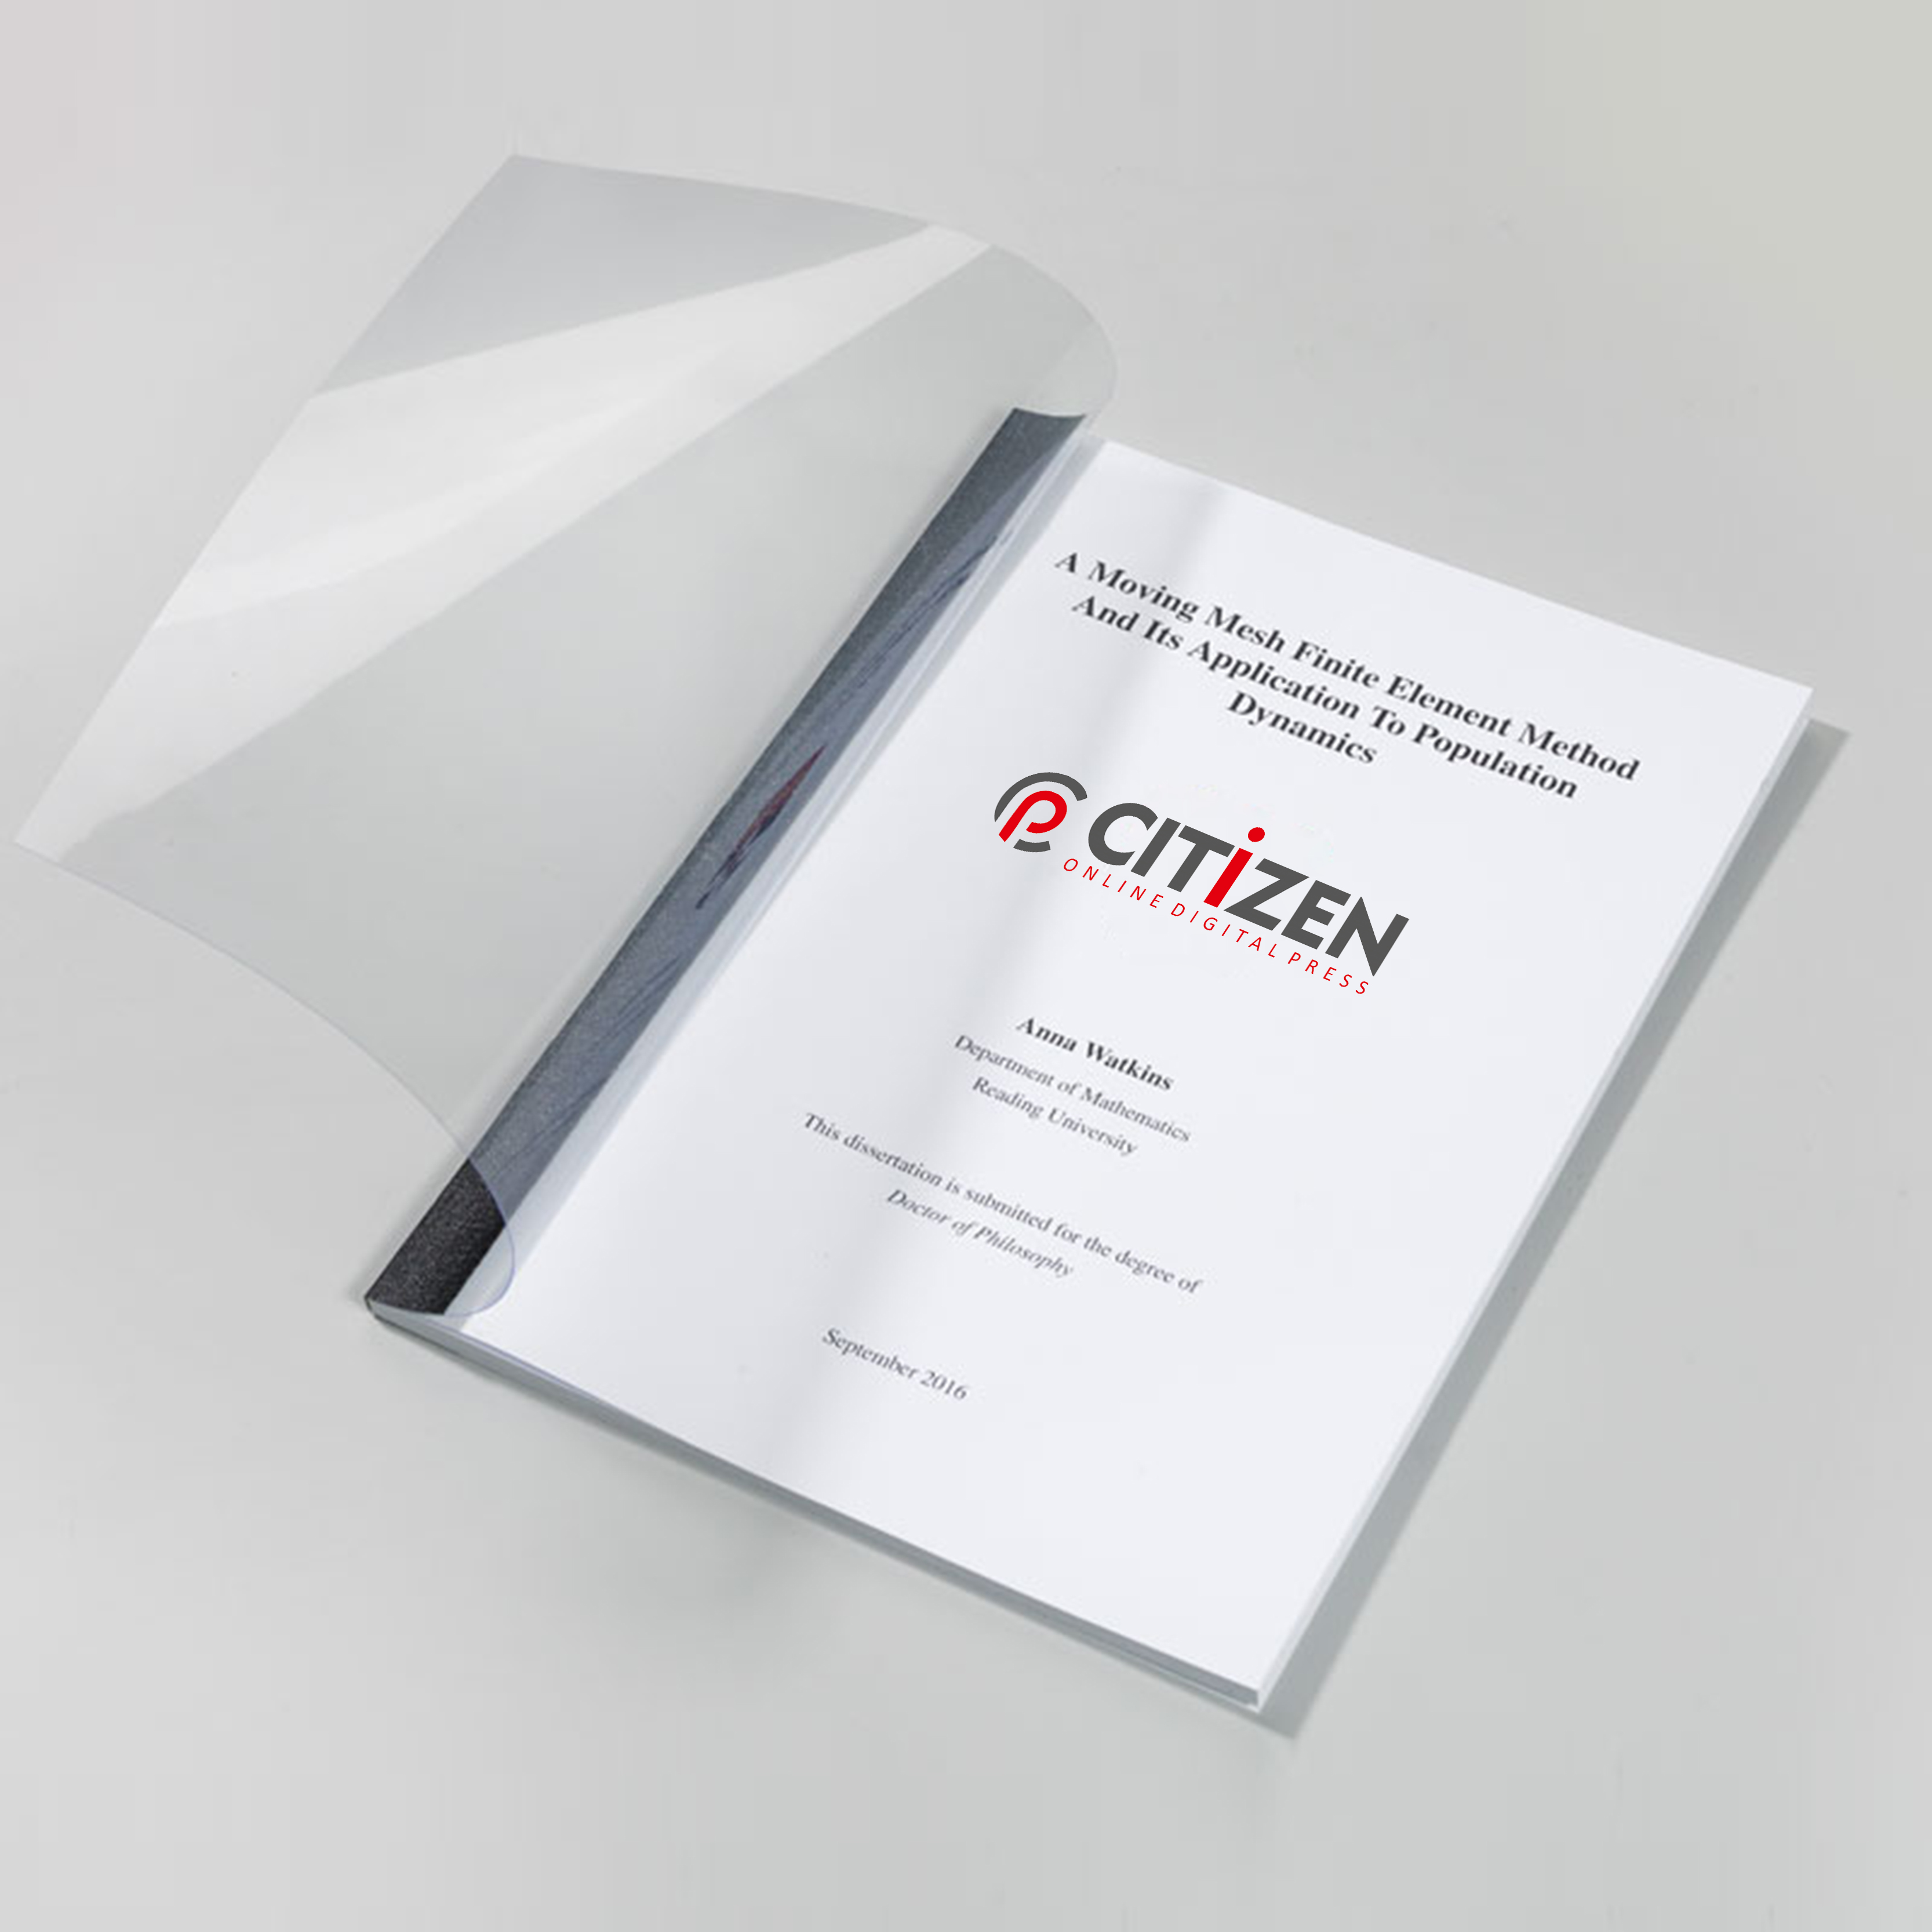 A Moving Mesh Finite Element Method
And Its Application To Population
Dynamics
CITiZEN
ONLINE DIGITAL PRESS
Anna Watkins
Department of Mathematics
Reading University
This dissertation is submitted for the degree of
Doctor of Philosophy
September 2016